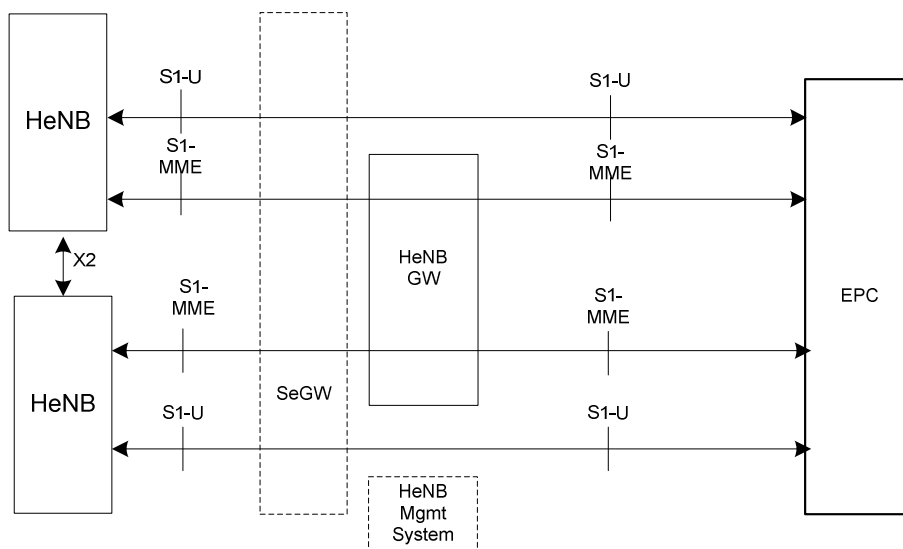 S1-U
S1-U
HeNB
S1-
MME
S1-
MME
HeNB
GW
X2
S1-
MME
S1-
MME
EPC
HeNB
SeGW
S1-U
S1-U
HeNB
Mgmt
System